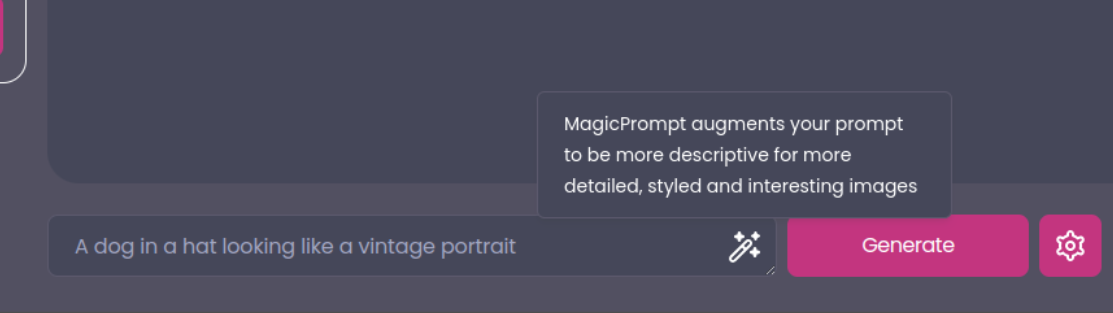 MagicPrompt augments your prompt
to be more descriptive for more
detailed, styled and interesting images
A dog in a hat looking like a vintage portrait
Generate